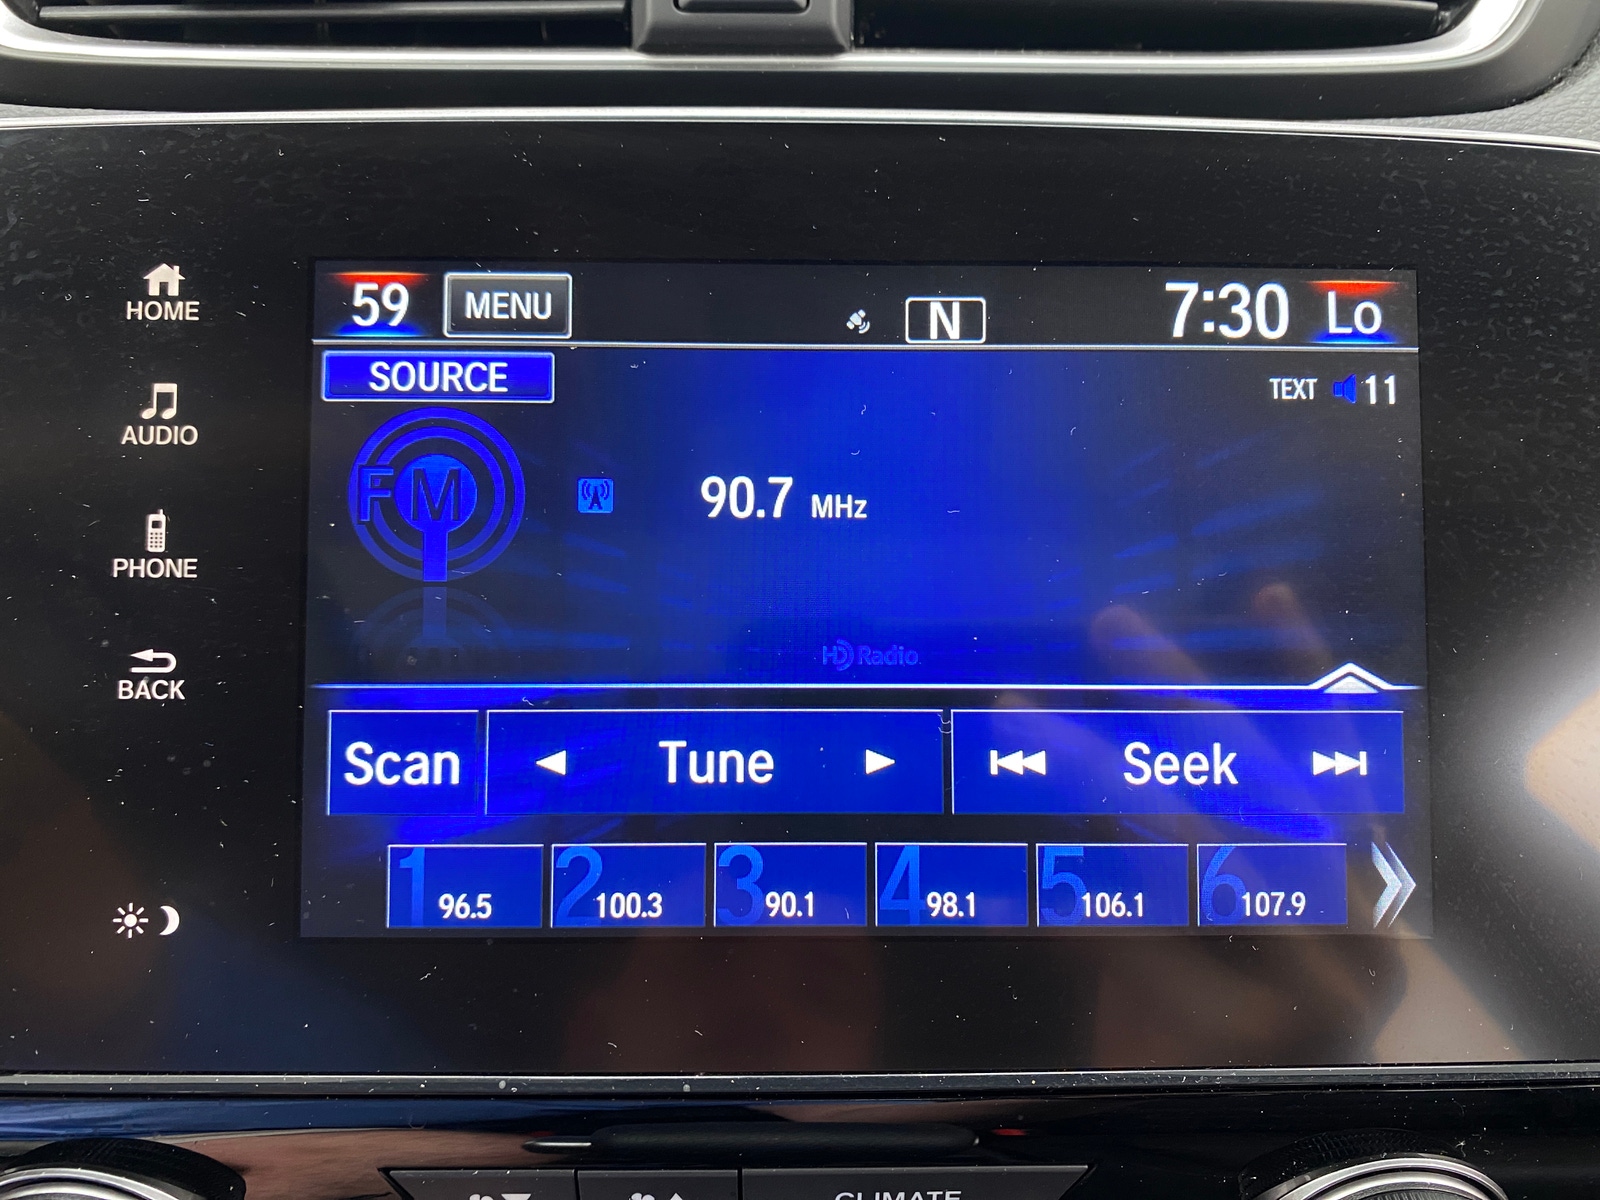 59 MENU N 7:30 Lo
SOURCE
TEXT 11
FM
90.7 MHz
HD Radio
Scan Tune Seek
1 96.5
2 100.3
3 90.1
4 98.1
5 106.1
6 107.9
HOME
AUDIO
PHONE
BACK
CLIMATE